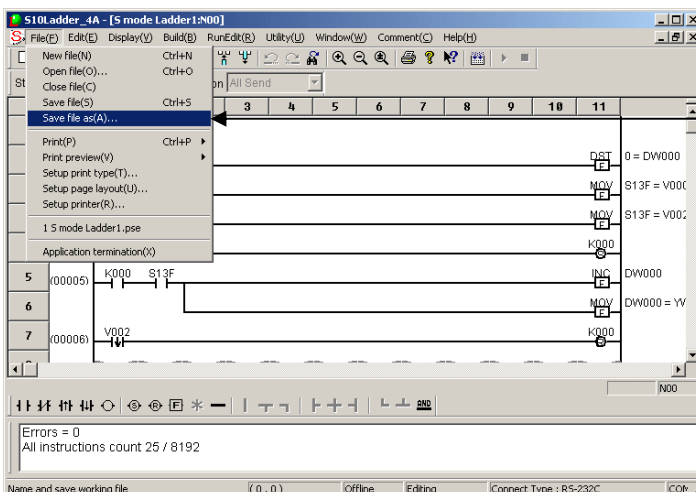 S10Ladder_4A - [S mode Ladder1:N00]
File(F) Edit(E) Display(V) Build(B) RunEdit(R) Utility(U) Window(W) Comment(C) Help(H)
New file(N) Ctrl+N
Open file(O)... Ctrl+O
Close file(C)
Save file(S) Ctrl+S
Save file as(A)...
Print(P) Ctrl+P
Print preview(V)
Setup print type(T)...
Setup page layout(U)...
Setup printer(R)...
1 S mode Ladder1.pse
Application termination(X)
St
on All Send
3 4 5 6 7 8 9 10 11
DST 0 = DW000
F
MOV S13F = V000
F
MOV S13F = V002
F
K000
S
5 (00005) K000 S13F INC DW000
F
6 MOV DW000 = YW
F
7 (00006) V002 K000
R
N00
S R F AND
Errors = 0
All instructions count 25 / 8192
Name and save working file ( 0 , 0 ) Offline Editing Connect Type : RS-232C COM